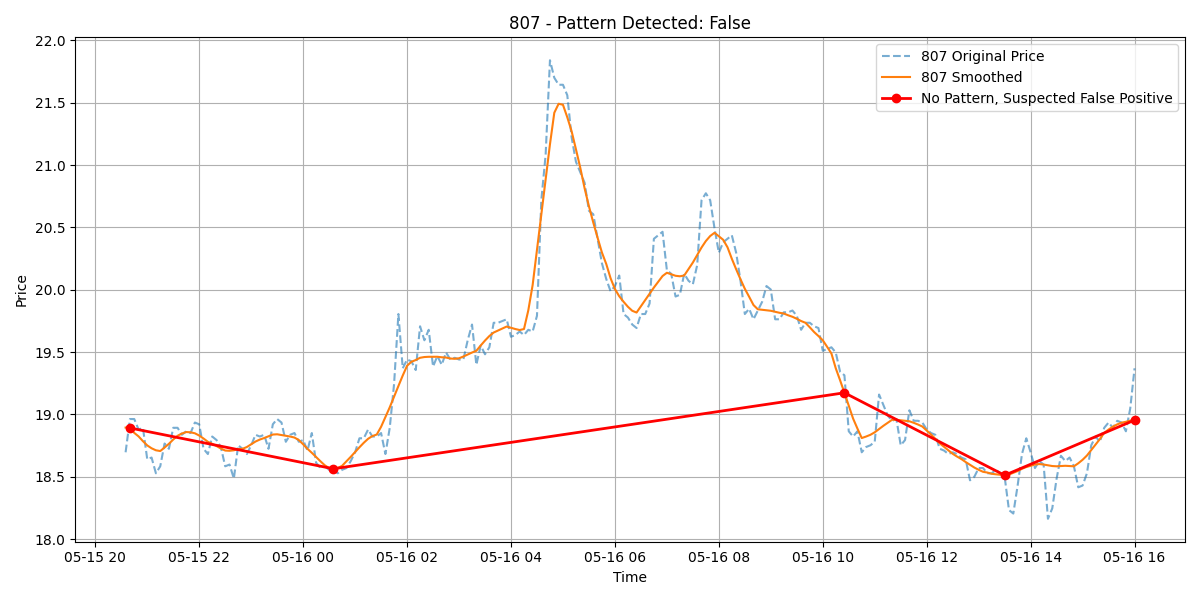 807 - Pattern Detected: False
807 Original Price
807 Smoothed
No Pattern, Suspected False Positive
Price
22.0
21.5
21.0
20.5
20.0
19.5
19.0
18.5
18.0
05-15 20 05-15 22 05-16 00 05-16 02 05-16 04 05-16 06 05-16 08 05-16 10 05-16 12 05-16 14 05-16 16
Time